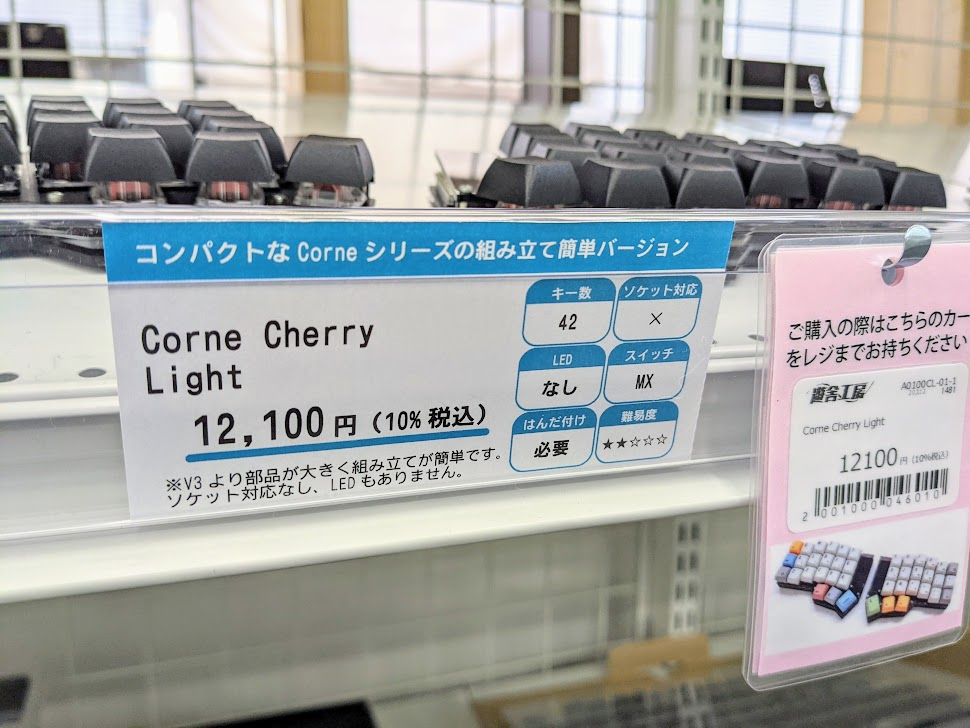 コンパクトなCorneシリーズの組み立て簡単バージョン
Corne Cherry
Light
12,100円（10%税込）
※V3より部品が大きく組み立てが簡単です。
ソケット対応なし、LEDもありません。
キー数
42
ソケット対応
×
LED
なし
スイッチ
MX
はんだ付け
必要
難易度
★★☆☆☆
ご購入の際はこちらのカー
をレジまでお持ちください
遊舎工房
A0100CL-01-1
(48)
Corne Cherry Light
12100円（10%税込）
2 001000 046010